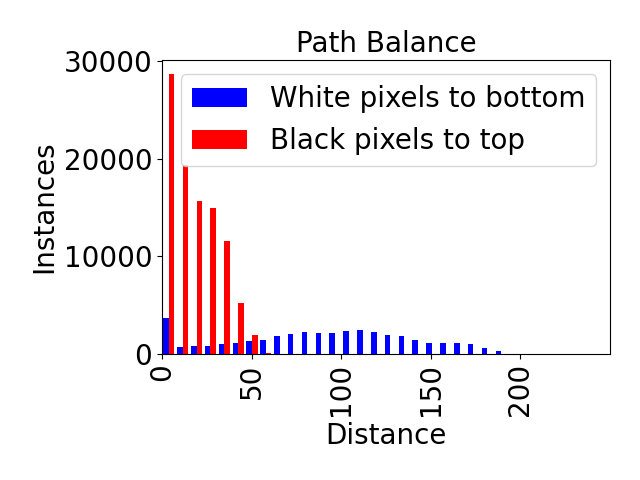 Path Balance
30000
20000
10000
0
Instances
White pixels to bottom
Black pixels to top
0
50
100
150
200
Distance